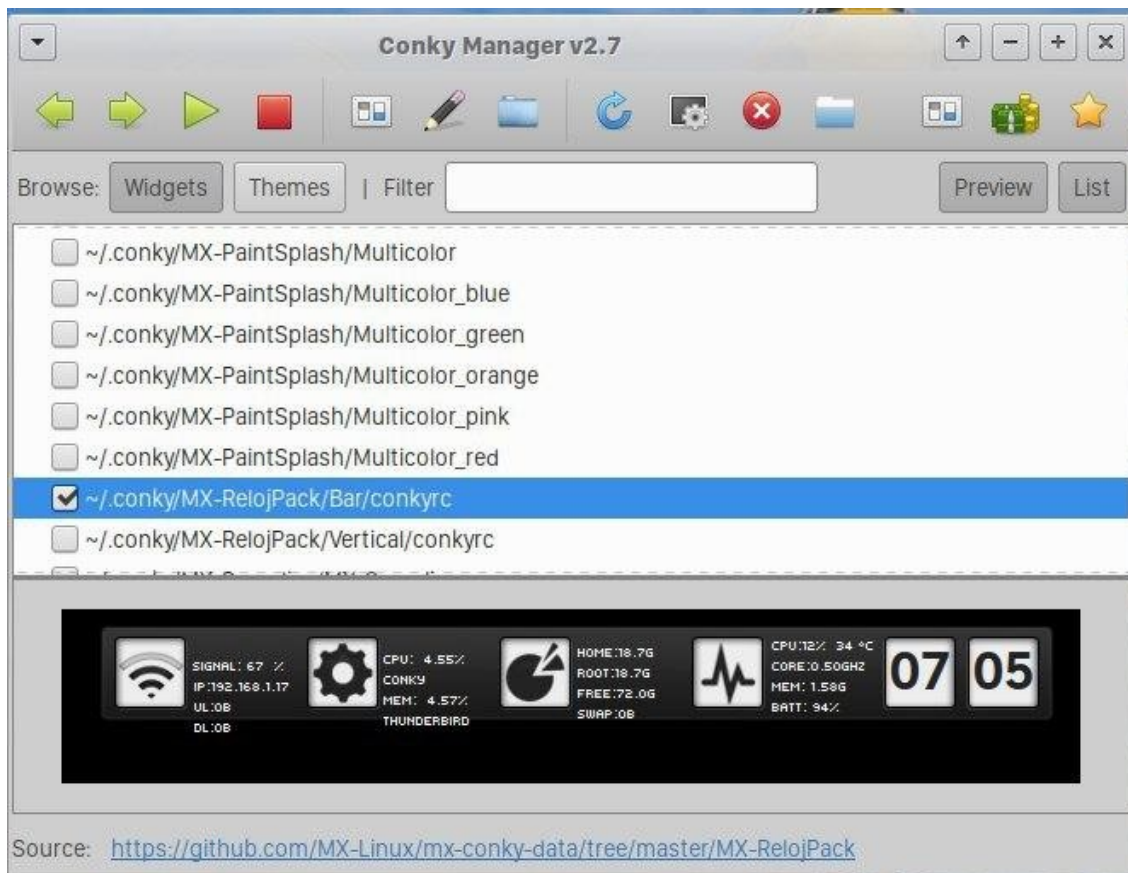 Conky Manager v2.7
Browse: Widgets Themes | Filter Preview List
~/.conky/MX-PaintSplash/Multicolor
~/.conky/MX-PaintSplash/Multicolor_blue
~/.conky/MX-PaintSplash/Multicolor_green
~/.conky/MX-PaintSplash/Multicolor_orange
~/.conky/MX-PaintSplash/Multicolor_pink
~/.conky/MX-PaintSplash/Multicolor_red
~/.conky/MX-RelojPack/Bar/conkyrc
~/.conky/MX-RelojPack/Vertical/conkyrc
SIGNAL: 67 %
IP:192.168.1.17
UL:0B
DL:0B
CPU: 4.55%
CONKY
MEM: 4.57%
THUNDERBIRD
HOME:18.7G
ROOT:18.7G
FREE:72.0G
SWAP:0B
CPU:12% 34 °C
CORE:0.50GHZ
MEM: 1.58G
BATT: 94%
07 05
Source: https://github.com/MX-Linux/mx-conky-data/tree/master/MX-RelojPack